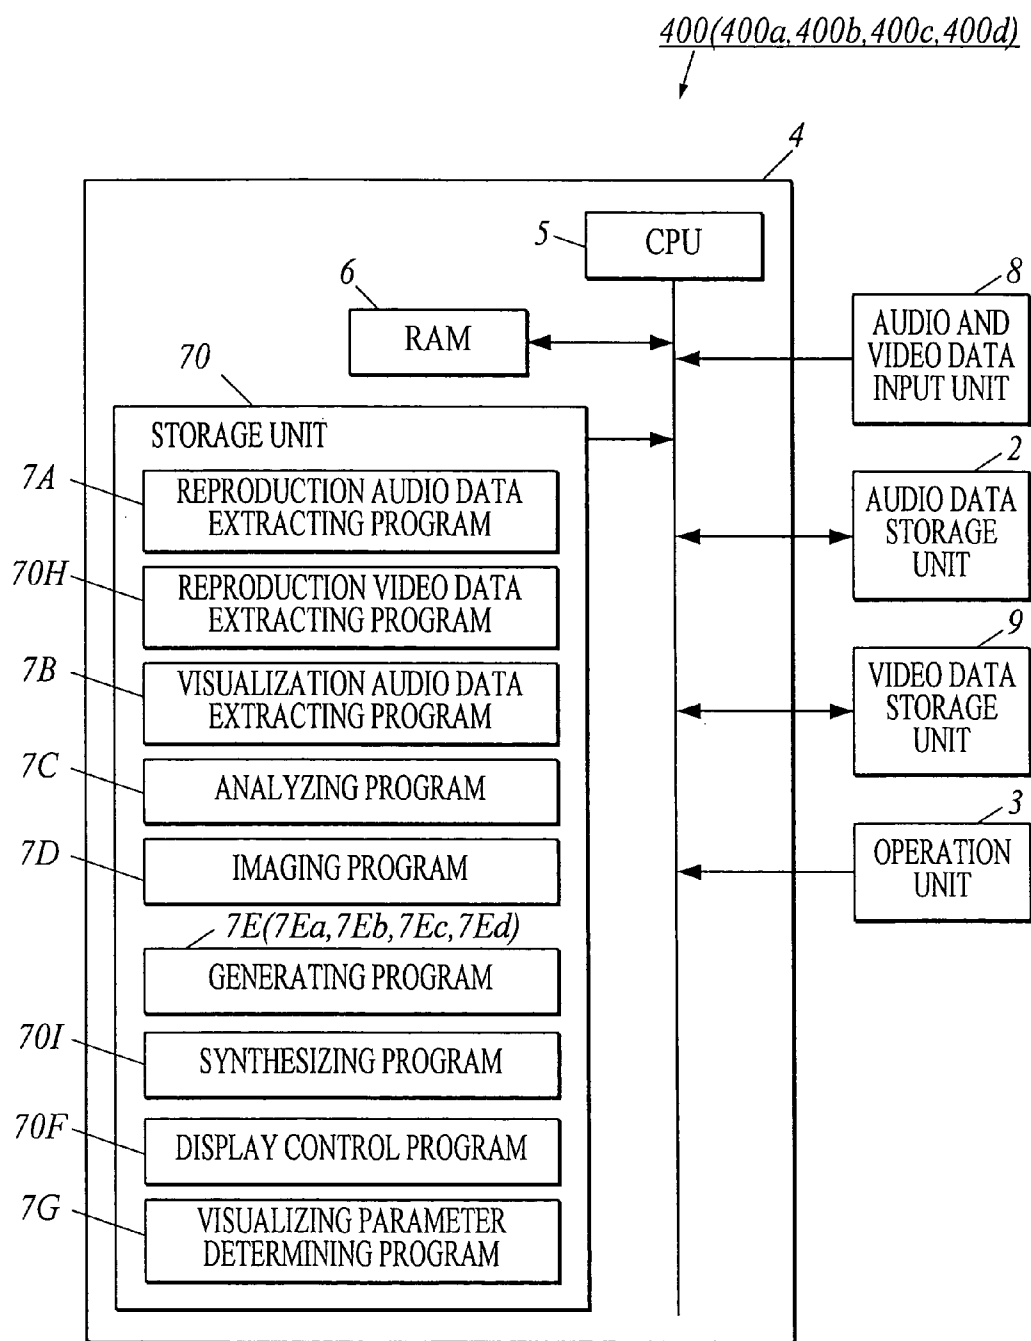 400(400a,400b,400c,400d)
4
5
CPU
6
RAM
8
AUDIO AND
VIDEO DATA
INPUT UNIT
70
STORAGE UNIT
7A
REPRODUCTION AUDIO DATA
EXTRACTING PROGRAM
2
AUDIO DATA
STORAGE
UNIT
70H
REPRODUCTION VIDEO DATA
EXTRACTING PROGRAM
7B
VISUALIZATION AUDIO DATA
EXTRACTING PROGRAM
9
VIDEO DATA
STORAGE
UNIT
7C
ANALYZING PROGRAM
7D
IMAGING PROGRAM
3
OPERATION
UNIT
7E(7Ea,7Eb,7Ec,7Ed)
GENERATING PROGRAM
70I
SYNTHESIZING PROGRAM
70F
DISPLAY CONTROL PROGRAM
7G
VISUALIZING PARAMETER
DETERMINING PROGRAM